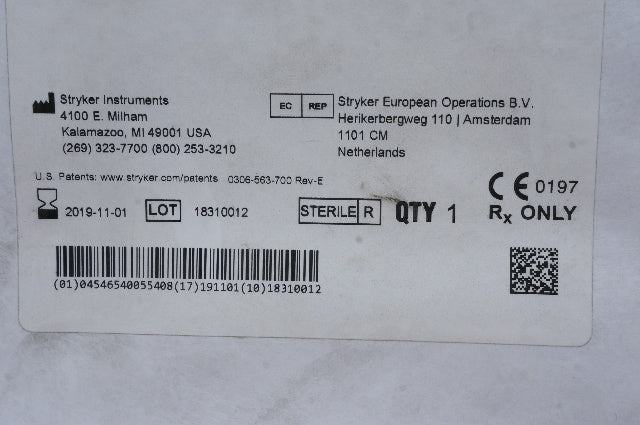 Stryker Instruments
4100 E. Milham
Kalamazoo, MI 49001 USA
(269) 323-7700 (800) 253-3210
EC REP
Stryker European Operations B.V.
Herikerbergweg 110 | Amsterdam
1101 CM
Netherlands
U.S. Patents: www.stryker.com/patents 0306-563-700 Rev-E
CE 0197
2019-11-01 LOT 18310012 STERILE R QTY 1 Rx ONLY
(01)04546540055408(17)191101(10)18310012